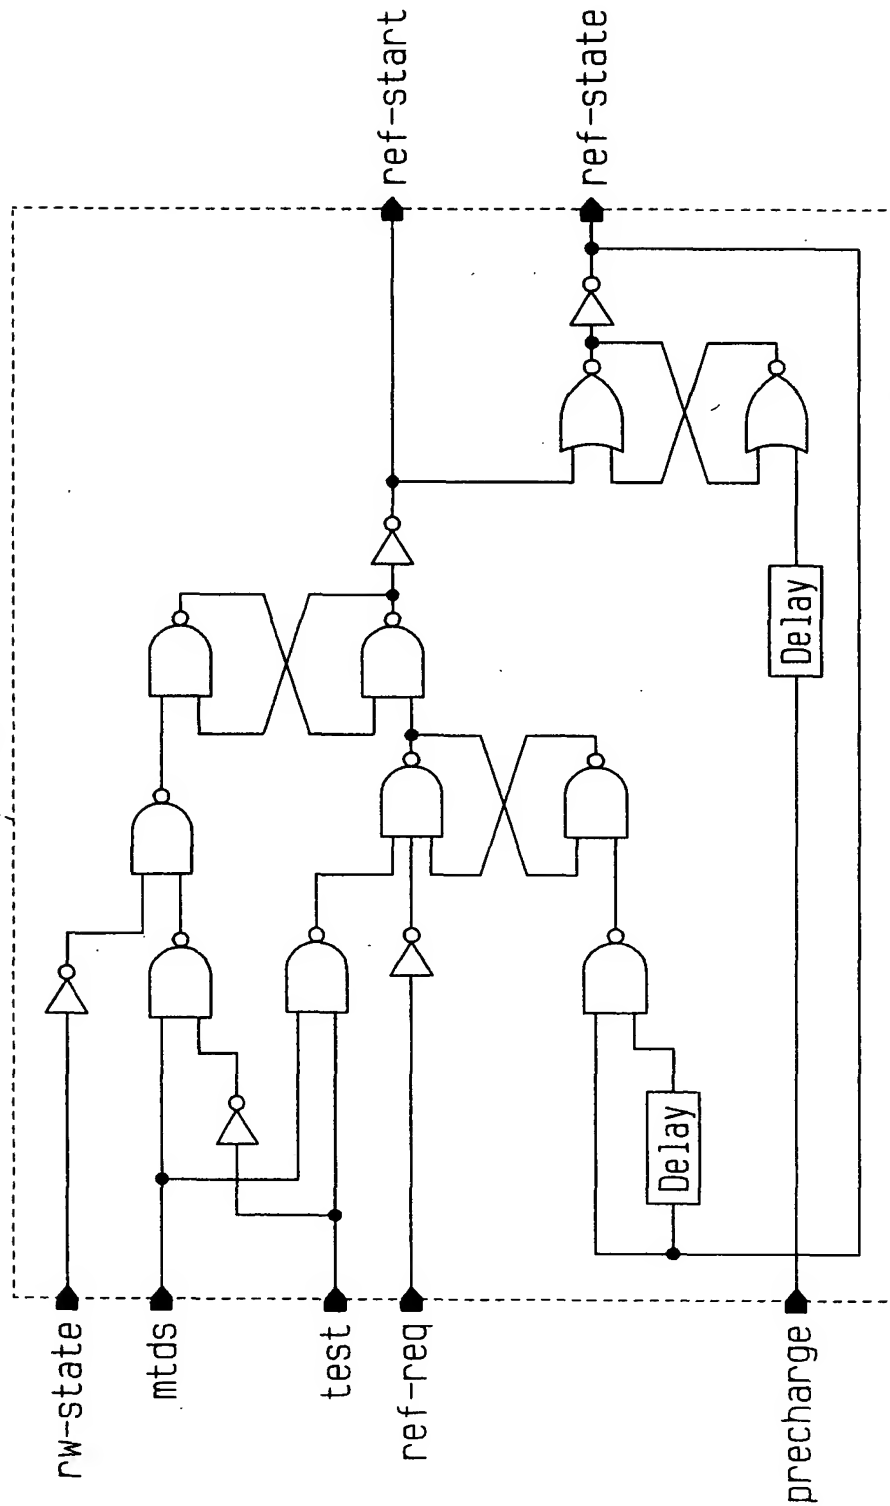 rw-state
mtds
test
ref-req
precharge
Delay
Delay
ref-start
ref-state